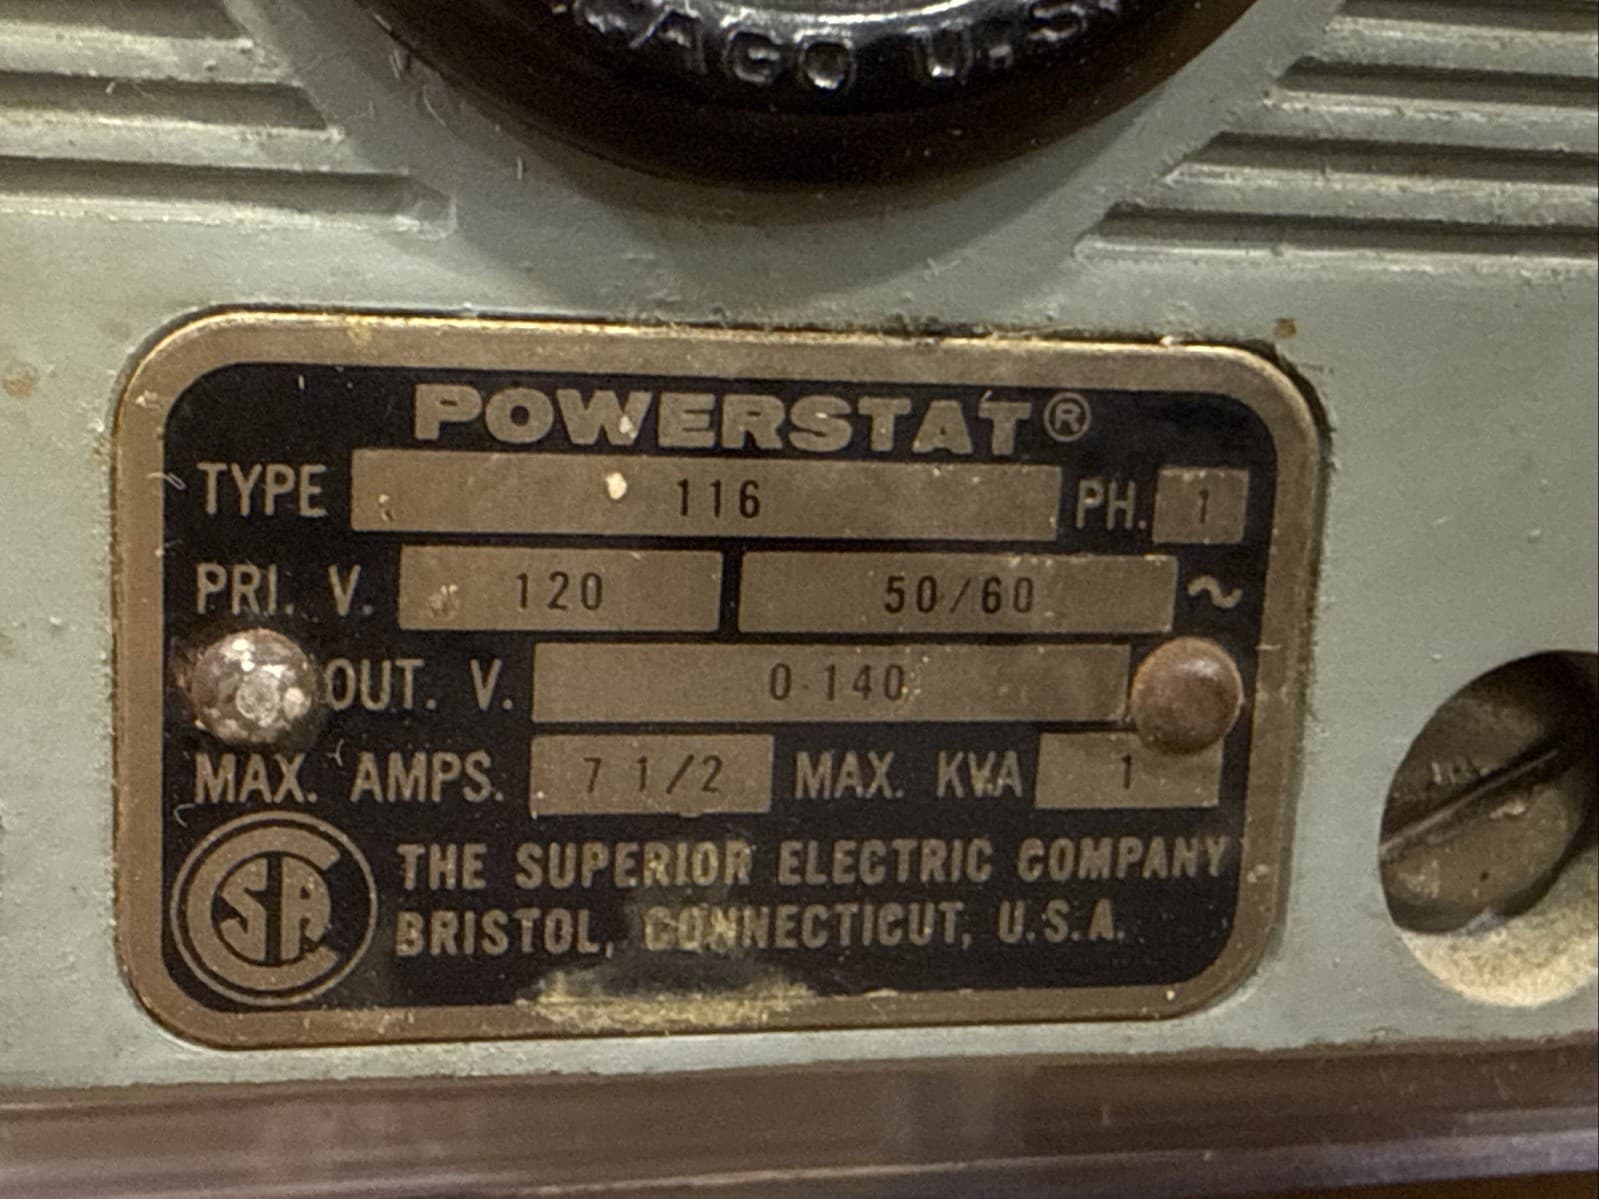 AGO U.S
POWERSTAT®
TYPE 116 PH. 1
PRI. V. 120 50/60 ~
OUT. V. 0-140
MAX. AMPS. 7 1/2 MAX. KVA 1
CSA
THE SUPERIOR ELECTRIC COMPANY
BRISTOL, CONNECTICUT, U.S.A.